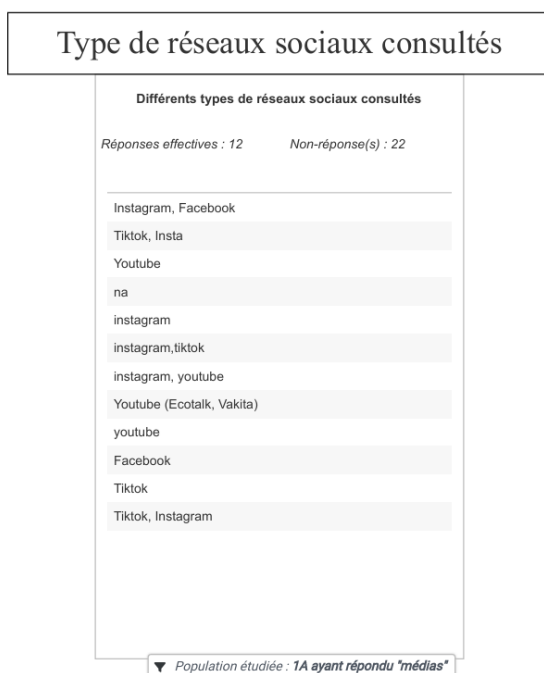 Type de réseaux sociaux consultés
Différents types de réseaux sociaux consultés
Réponses effectives : 12 Non-réponse(s) : 22
Instagram, Facebook
Tiktok, Insta
Youtube
na
instagram
instagram,tiktok
instagram, youtube
Youtube (Ecotalk, Vakita)
youtube
Facebook
Tiktok
Tiktok, Instagram
Population étudiée : 1A ayant répondu "médias"